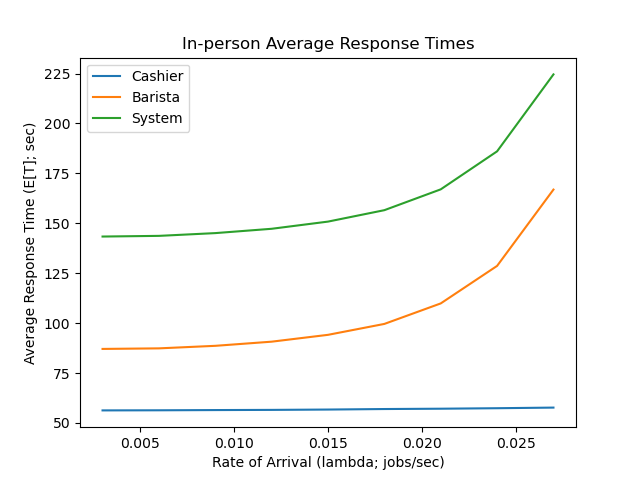 In-person Average Response Times
Cashier
Barista
System
Average Response Time (E[T]; sec)
225
200
175
150
125
100
75
50
0.005 0.010 0.015 0.020 0.025
Rate of Arrival (lambda; jobs/sec)